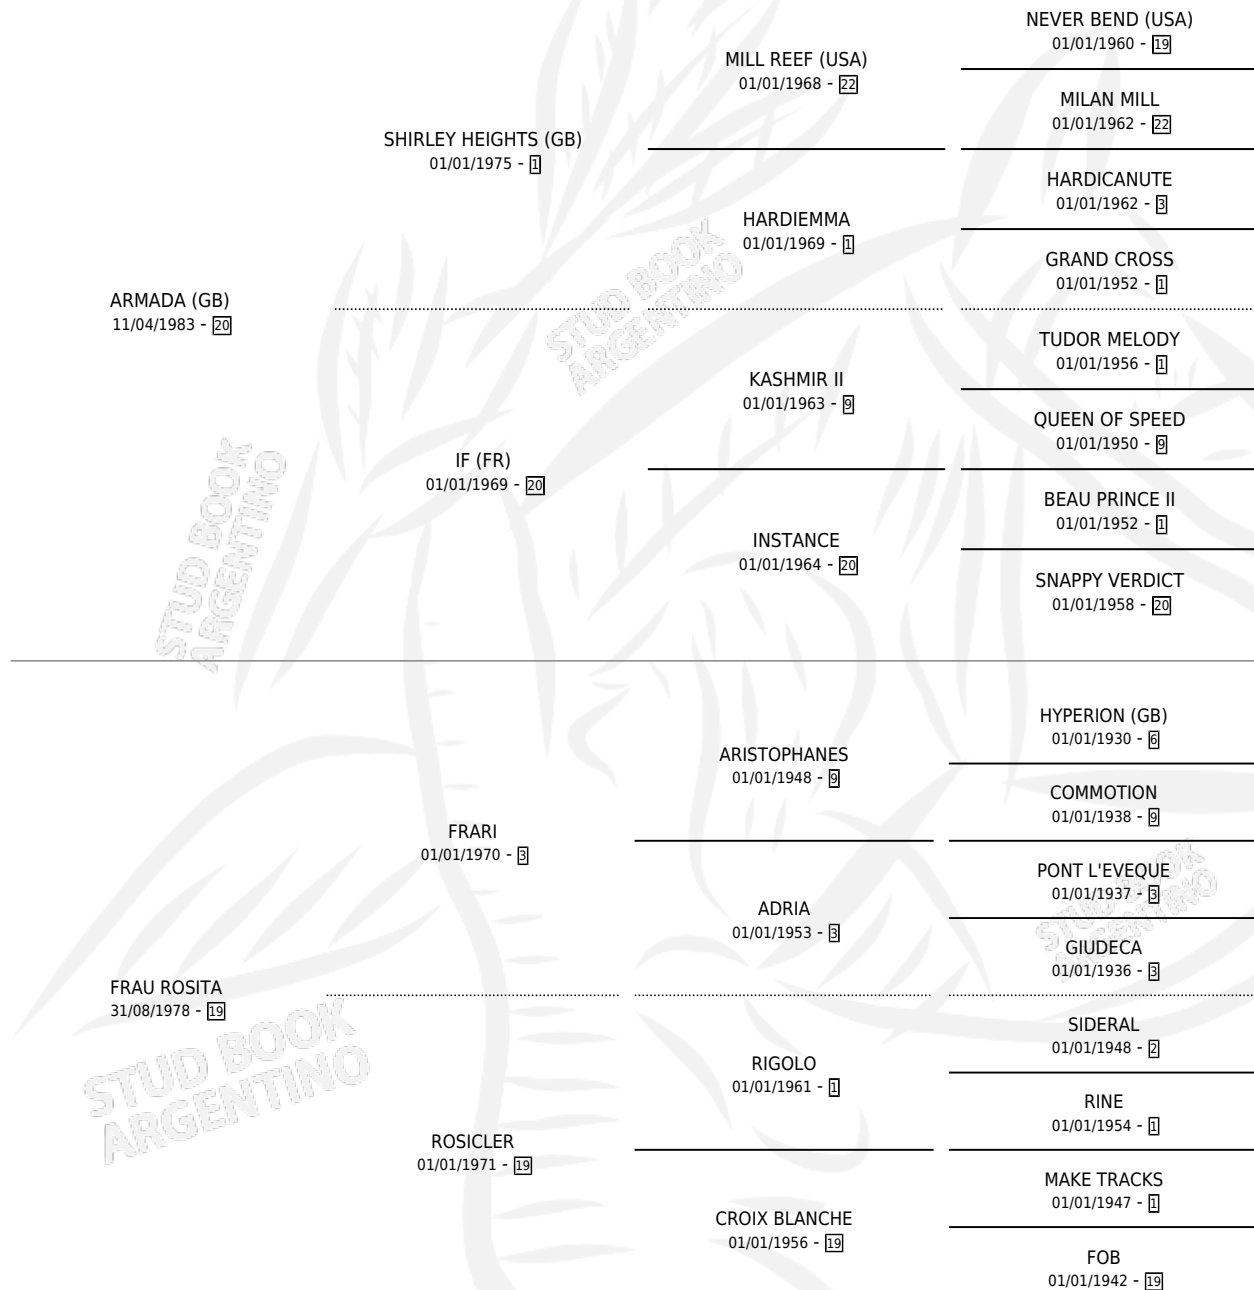 NEVER BEND (USA)
01/01/1960 - 19
MILL REEF (USA)
01/01/1968 - 22
MILAN MILL
01/01/1962 - 22
SHIRLEY HEIGHTS (GB)
01/01/1975 - 1
HARDICANUTE
01/01/1962 - 3
HARDIEMMA
01/01/1969 - 1
GRAND CROSS
01/01/1952 - 1
ARMADA (GB)
11/04/1983 - 20
STUD BOOK
ARGENTINO
TUDOR MELODY
01/01/1956 - 1
KASHMIR II
01/01/1963 - 9
QUEEN OF SPEED
01/01/1950 - 9
IF (FR)
01/01/1969 - 20
BEAU PRINCE II
01/01/1952 - 1
INSTANCE
01/01/1964 - 20
SNAPPY VERDICT
01/01/1958 - 20
STUD BOOK
ARGENTINO
HYPERION (GB)
01/01/1930 - 6
ARISTOPHANES
01/01/1948 - 9
COMMOTION
01/01/1938 - 9
FRARI
01/01/1970 - 3
PONT L'EVEQUE
01/01/1937 - 3
ADRIA
01/01/1953 - 3
GIUDECA
01/01/1936 - 3
STUD BOOK
ARGENTINO
FRAU ROSITA
31/08/1978 - 19
SIDERAL
01/01/1948 - 2
RIGOLO
01/01/1961 - 1
RINE
01/01/1954 - 1
STUD BOOK
ARGENTINO
ROSICLER
01/01/1971 - 19
MAKE TRACKS
01/01/1947 - 1
CROIX BLANCHE
01/01/1956 - 19
FOB
01/01/1942 - 19